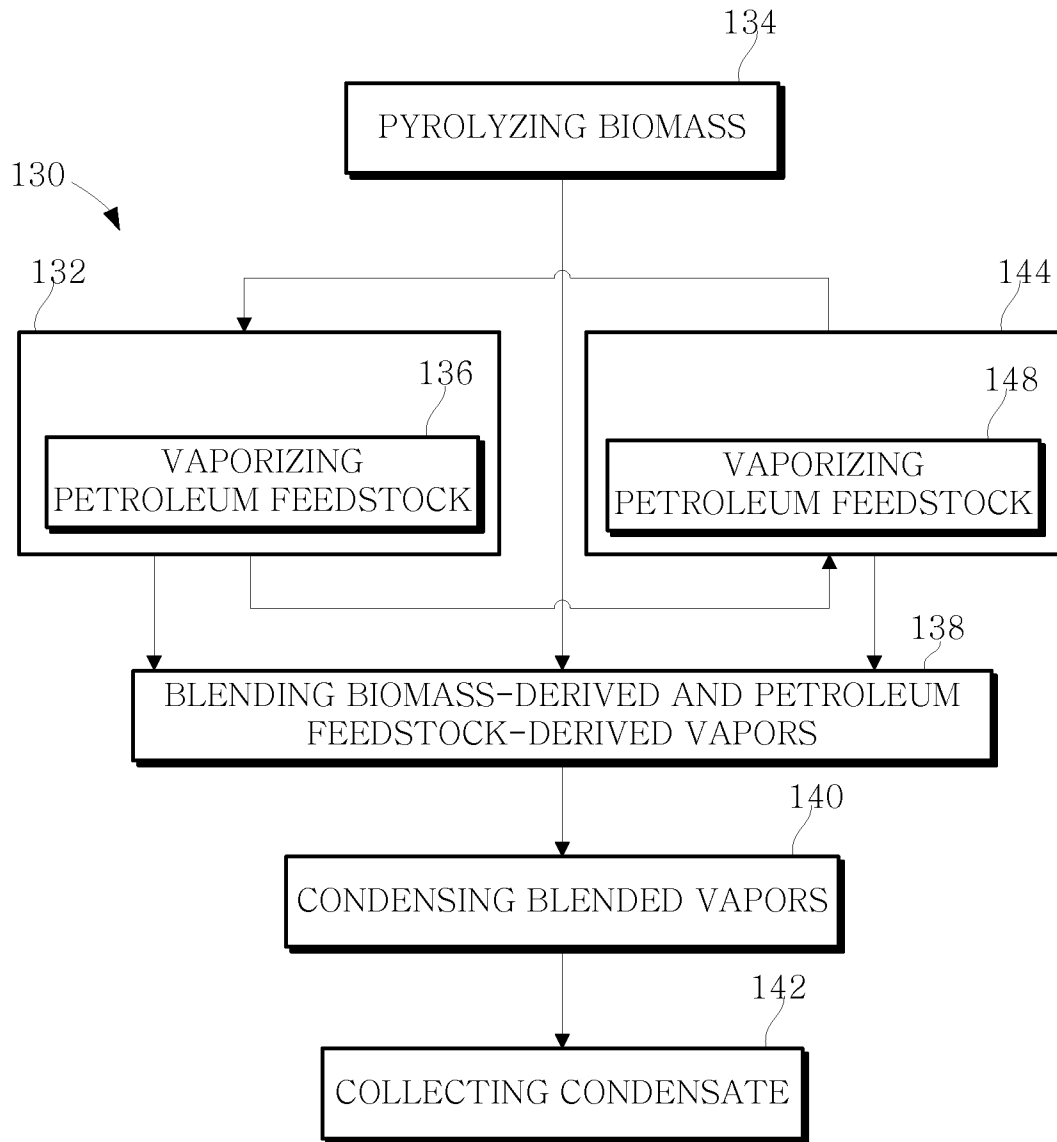 134
PYROLYZING BIOMASS
130
132
144
136
148
VAPORIZING
PETROLEUM FEEDSTOCK
VAPORIZING
PETROLEUM FEEDSTOCK
138
BLENDING BIOMASS-DERIVED AND PETROLEUM
FEEDSTOCK-DERIVED VAPORS
140
CONDENSING BLENDED VAPORS
142
COLLECTING CONDENSATE